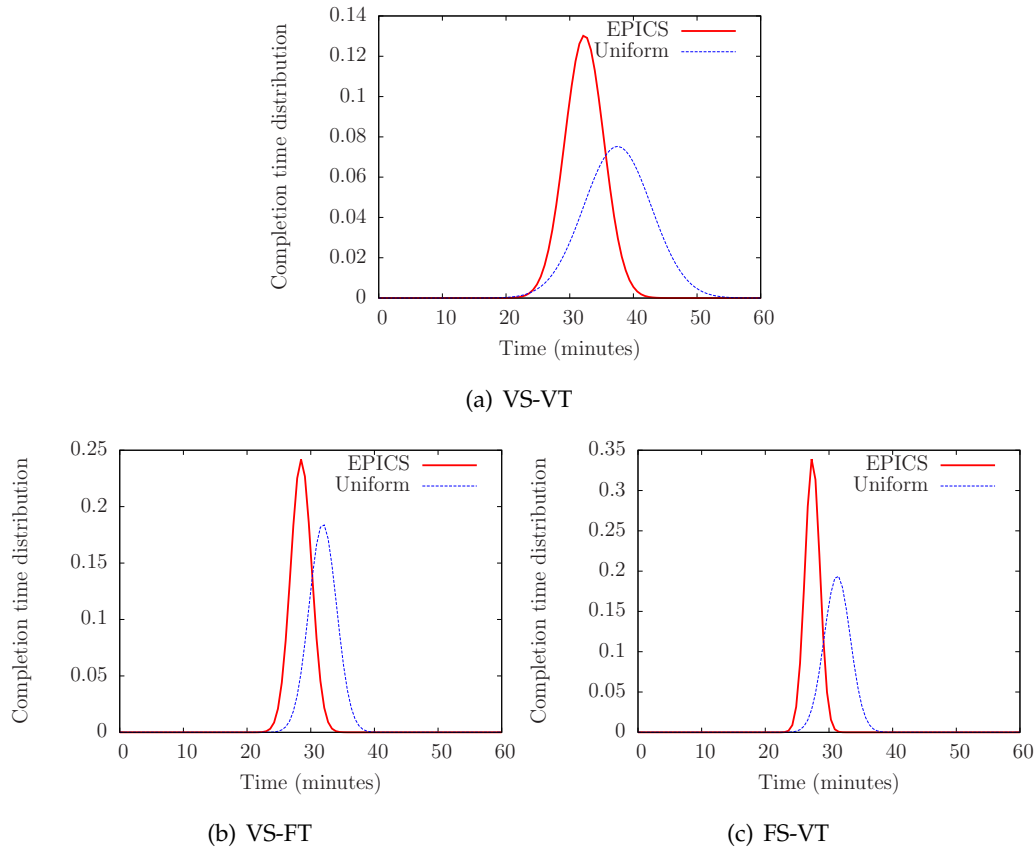 0.14
EPICS
0.12
Uniform
0.1
0.08
0.06
0.04
0.02
0
Completion time distribution
0 10 20 30 40 50 60
Time (minutes)
(a) VS-VT
0.25
EPICS
Uniform
0.2
0.15
0.1
0.05
0
Completion time distribution
0 10 20 30 40 50 60
Time (minutes)
(b) VS-FT
0.35
EPICS
Uniform
0.3
0.25
0.2
0.15
0.1
0.05
0
Completion time distribution
0 10 20 30 40 50 60
Time (minutes)
(c) FS-VT